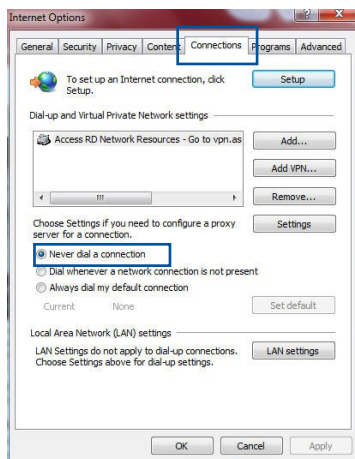 Internet Options
General Security Privacy Content Connections Programs Advanced
To set up an Internet connection, click
Setup.
Setup
Dial-up and Virtual Private Network settings
Access RD Network Resources - Go to vpn.as
Add...
Add VPN...
Remove...
Choose Settings if you need to configure a proxy
server for a connection.
Settings
Never dial a connection
Dial whenever a network connection is not present
Always dial my default connection
Current None
Set default
Local Area Network (LAN) settings
LAN Settings do not apply to dial-up connections.
Choose Settings above for dial-up settings.
LAN settings
OK Cancel Apply